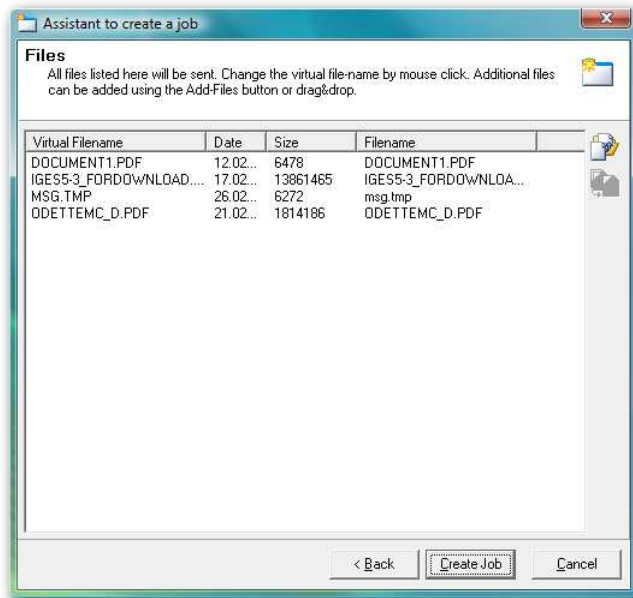 Assistant to create a job
Files
All files listed here will be sent. Change the virtual file-name by mouse click. Additional files
can be added using the Add-Files button or drag&drop.
Virtual Filename Date Size Filename
DOCUMENT1.PDF 12.02... 6478 DOCUMENT1.PDF
IGES5-3_FORDOWNLOAD.... 17.02... 13861465 IGES5-3_FORDOWNLOA...
MSG.TMP 26.02... 6272 msg.tmp
ODETTEMC_D.PDF 21.02... 1814186 ODETTEMC_D.PDF
< Back Create Job Cancel